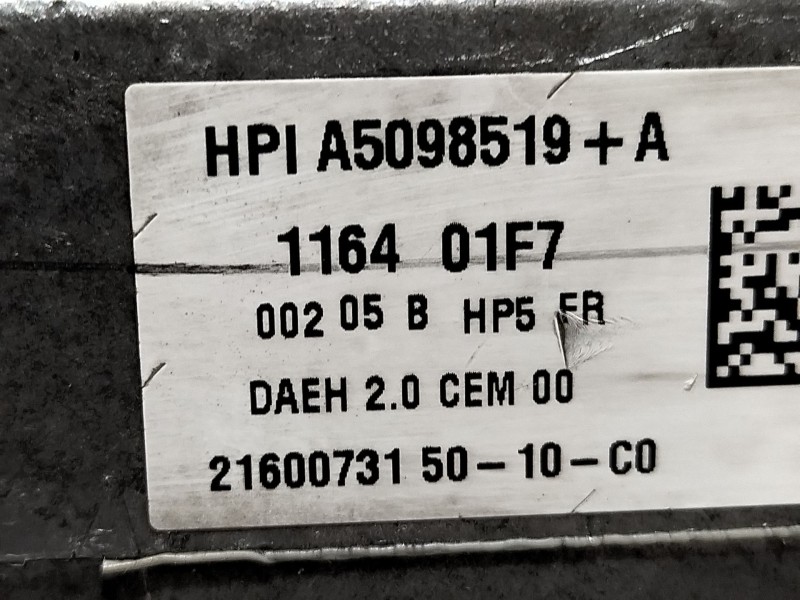 HPI A5098519+A
1164 01F7
002 05 B HP5 FR
DAEH 2.0 CEM 00
21600731 50-10-C0